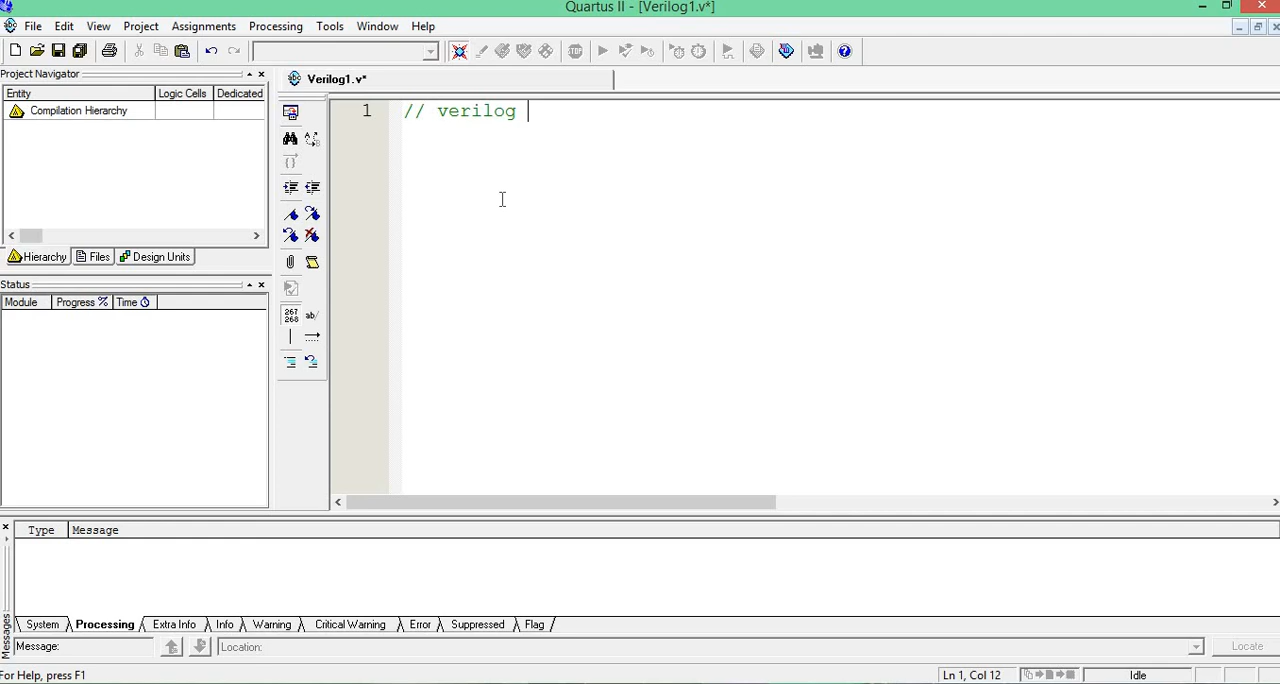 Quartus II - [Verilog1.v*]
File Edit View Project Assignments Processing Tools Window Help
Project Navigator
Verilog1.v*
Entity Logic Cells Dedicated
Compilation Hierarchy
1 // verilog
Hierarchy Files Design Units
Status
Module Progress % Time
267
268
ab/
Type Message
System Processing Extra Info Info Warning Critical Warning Error Suppressed Flag
Messages
Message: Location: Locate
For Help, press F1 Ln 1, Col 12 Idle